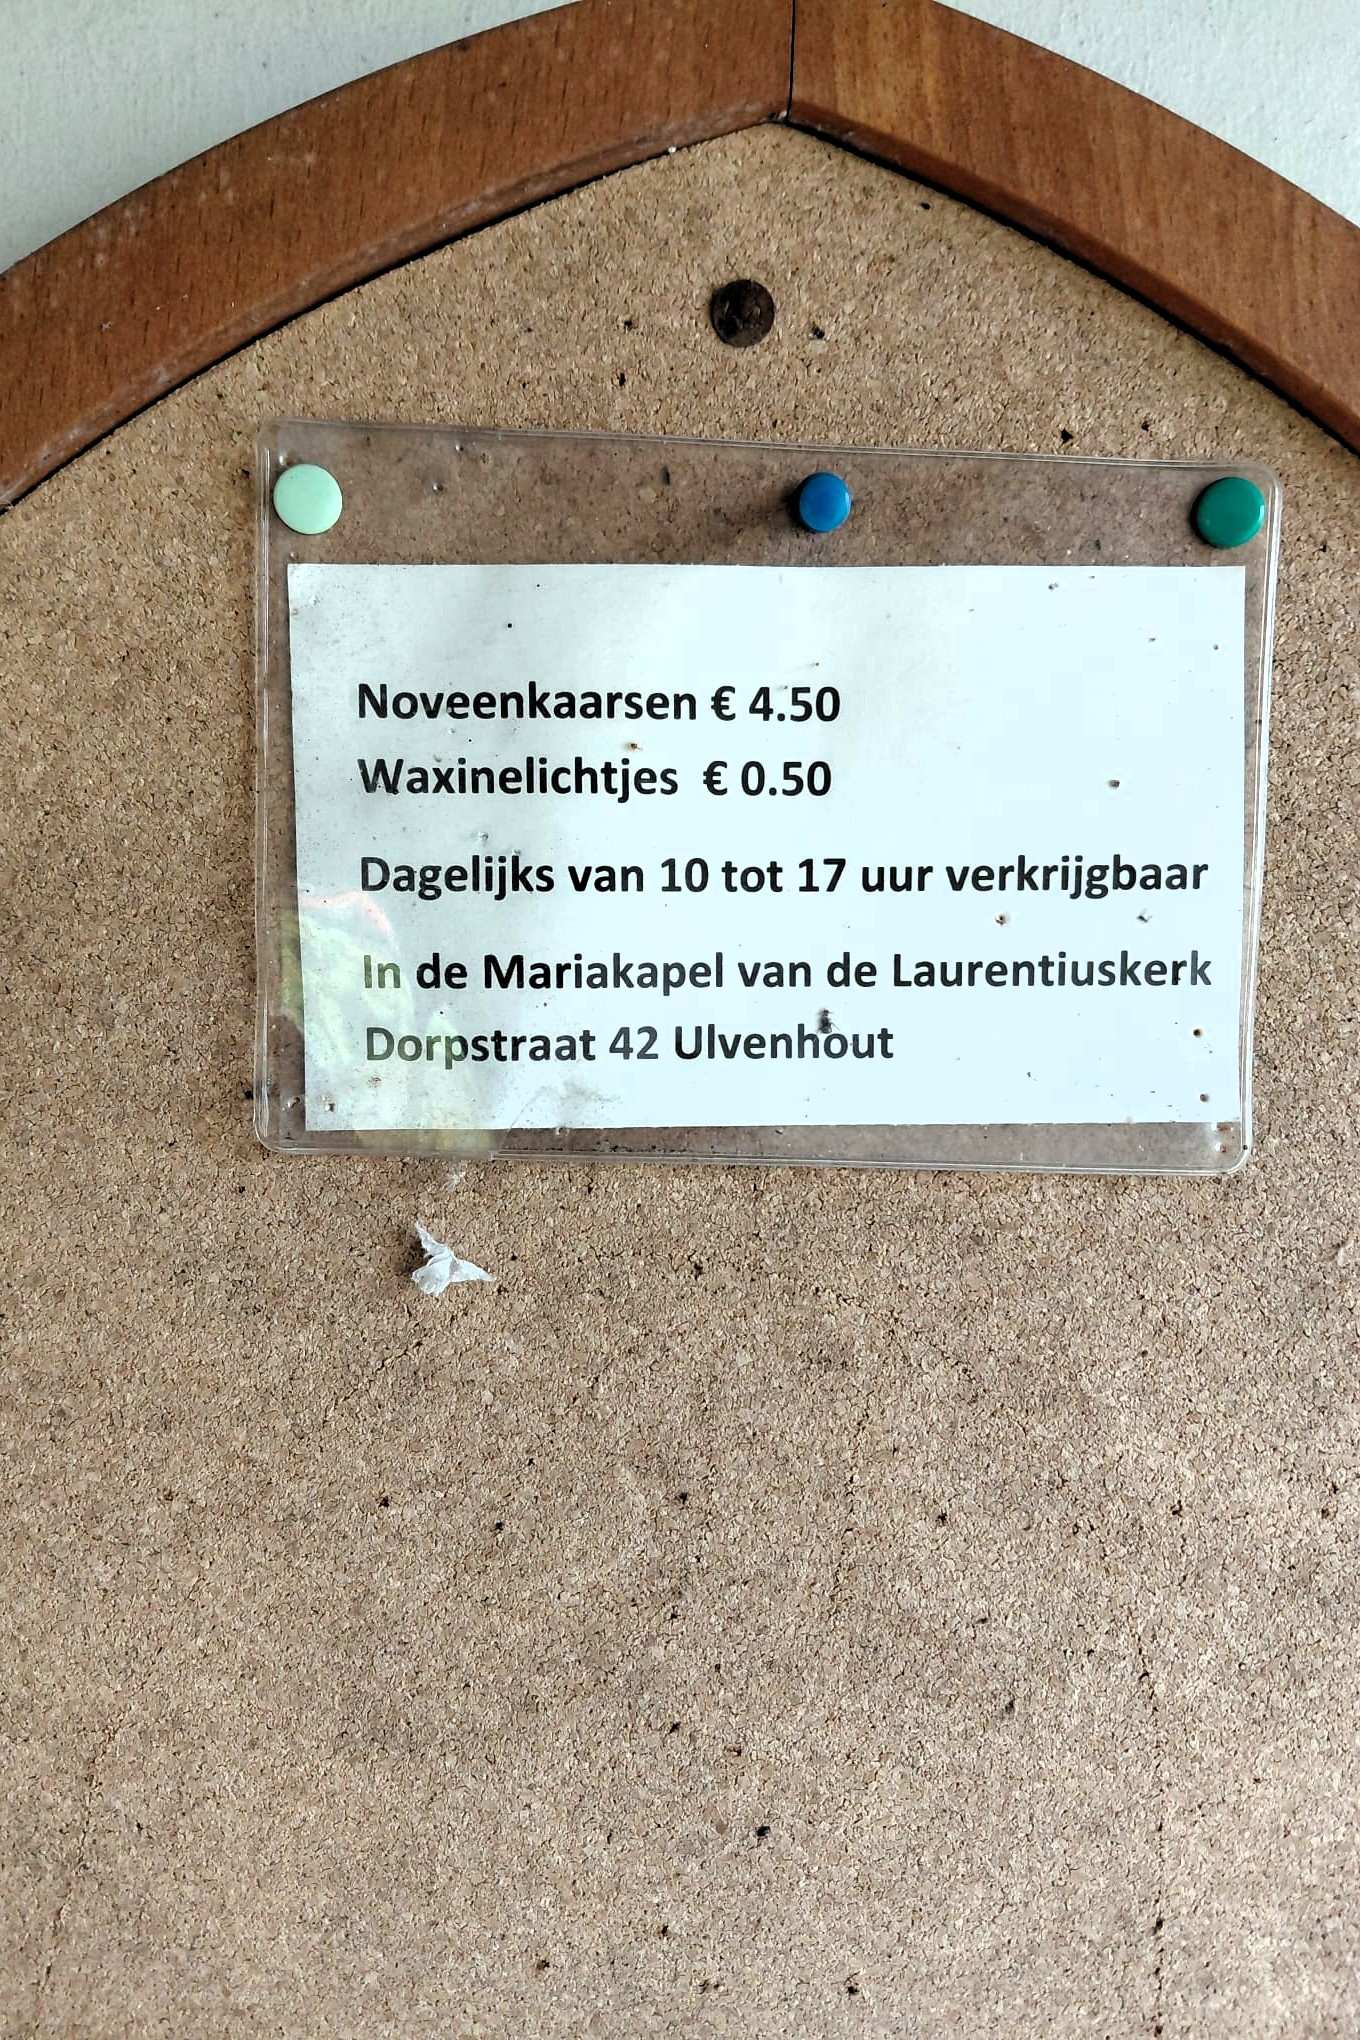 Noveenkaarsen € 4.50
Waxinelichtjes € 0.50
Dagelijks van 10 tot 17 uur verkrijgbaar
In de Mariakapel van de Laurentiuskerk
Dorpstraat 42 Ulvenhout